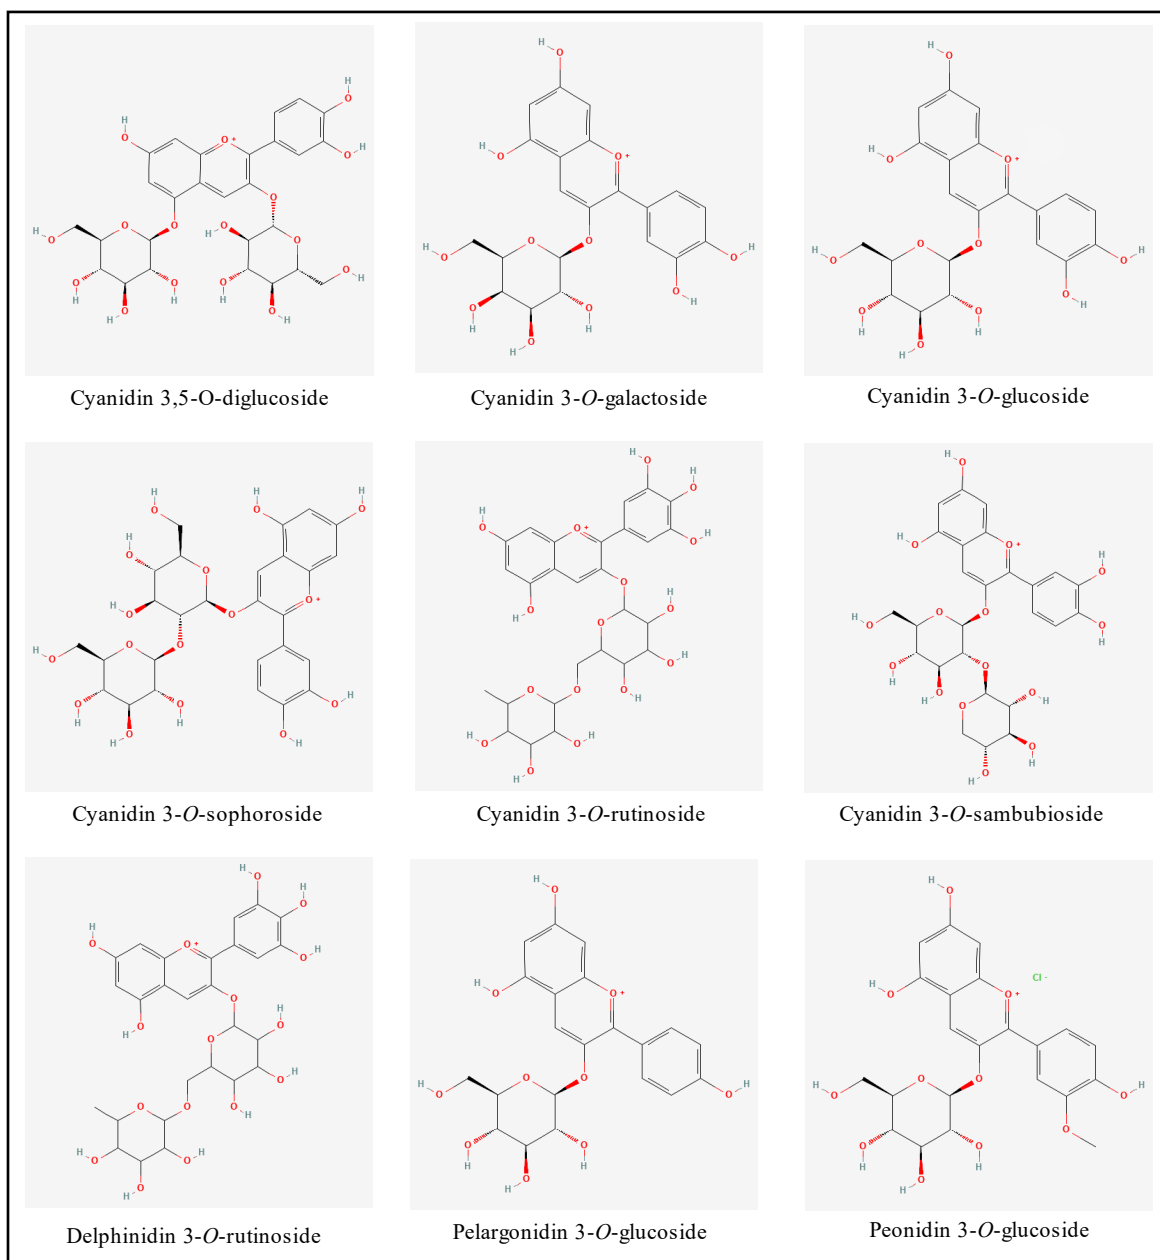 Cyanidin 3,5-O-diglucoside
Cyanidin 3-O-galactoside
Cyanidin 3-O-glucoside
Cyanidin 3-O-sophoroside
Cyanidin 3-O-rutinoside
Cyanidin 3-O-sambubioside
Cl -
Delphinidin 3-O-rutinoside
Pelargonidin 3-O-glucoside
Peonidin 3-O-glucoside